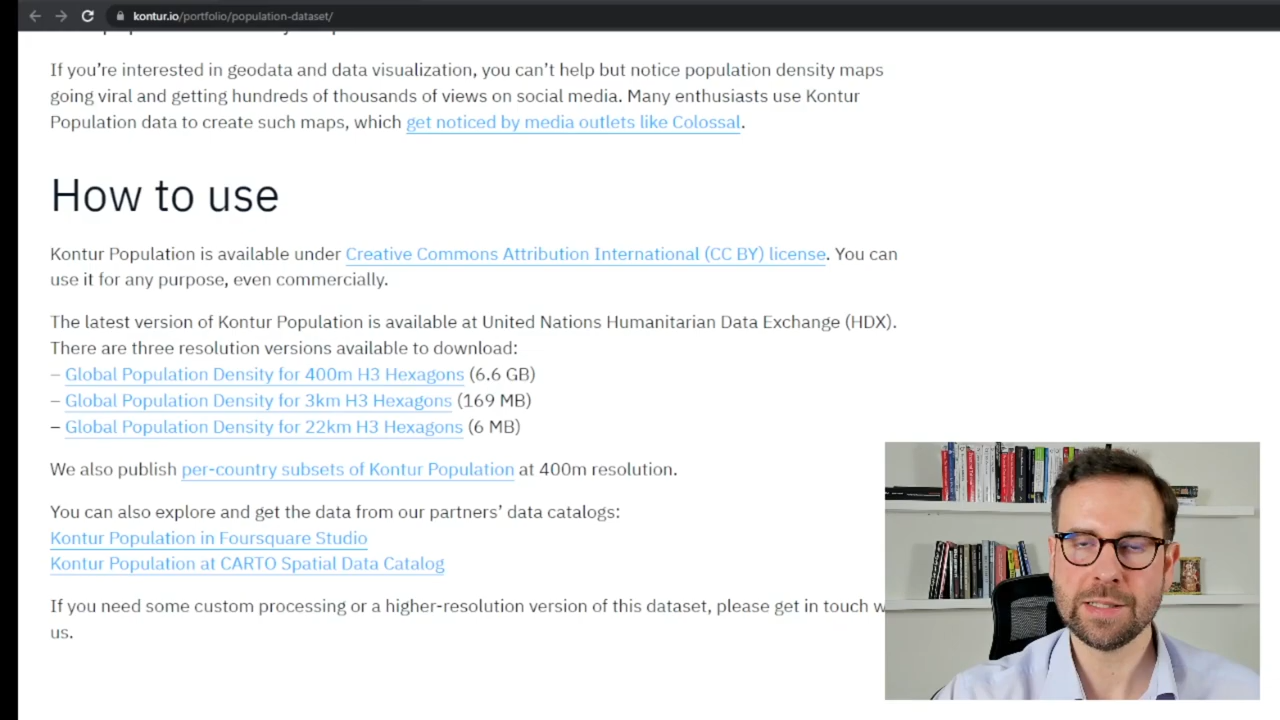 kontur.io/portfolio/population-dataset/
If you’re interested in geodata and data visualization, you can’t help but notice population density maps
going viral and getting hundreds of thousands of views on social media. Many enthusiasts use Kontur
Population data to create such maps, which get noticed by media outlets like Colossal.
How to use
Kontur Population is available under Creative Commons Attribution International (CC BY) license. You can
use it for any purpose, even commercially.
The latest version of Kontur Population is available at United Nations Humanitarian Data Exchange (HDX).
There are three resolution versions available to download:
– Global Population Density for 400m H3 Hexagons (6.6 GB)
– Global Population Density for 3km H3 Hexagons (169 MB)
– Global Population Density for 22km H3 Hexagons (6 MB)
We also publish per-country subsets of Kontur Population at 400m resolution.
You can also explore and get the data from our partners’ data catalogs:
Kontur Population in Foursquare Studio
Kontur Population at CARTO Spatial Data Catalog
If you need some custom processing or a higher-resolution version of this dataset, please get in touch
us.